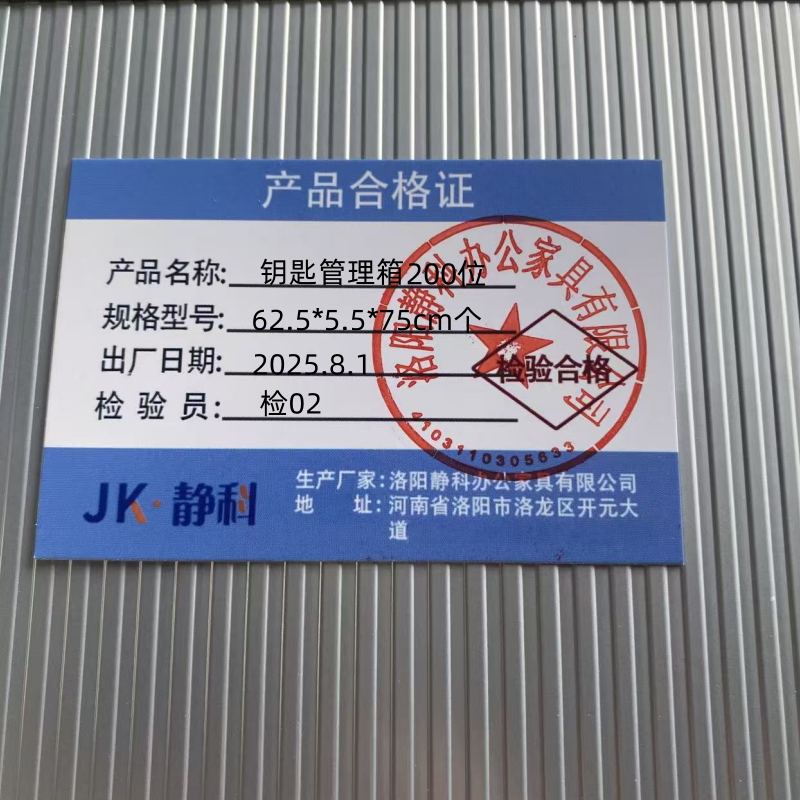 产品合格证
产品名称: 钥匙管理箱200位
规格型号: 62.5*5.5*75cm个
出厂日期: 2025.8.1
检验员: 检02
洛阳静科办公家具有限公司
检验合格
4103110305633
JK·静科
生产厂家:洛阳静科办公家具有限公司
地 址:河南省洛阳市洛龙区开元大
道